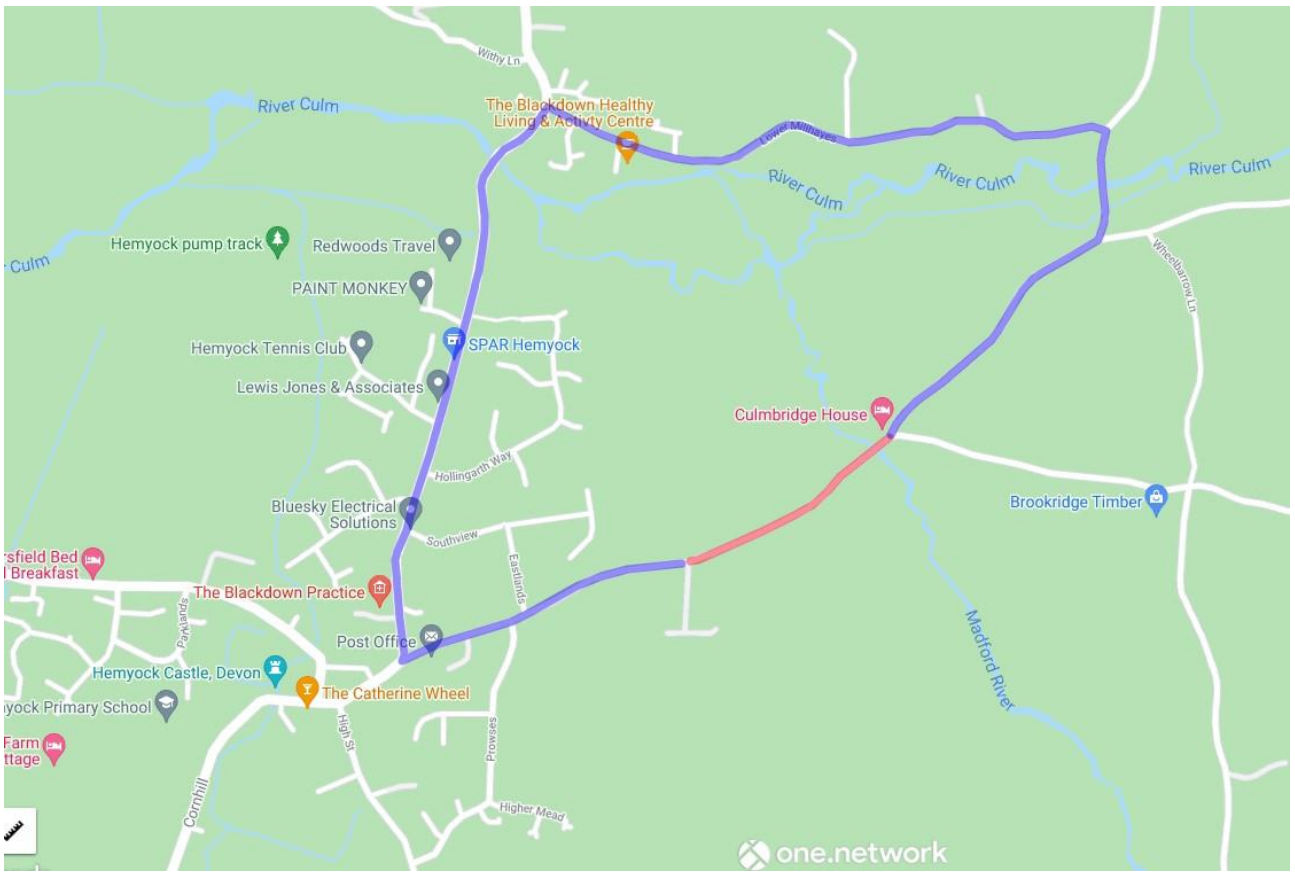 Withy Ln
The Blackdown Healthy
Living & Activty Centre
River Culm
Lower Millhayes
River Culm
River Culm
River Culm
Culm
Hemyock pump track
Redwoods Travel
Wheelbarrow Ln
PAINT MONKEY
Hemyock Tennis Club
SPAR Hemyock
Lewis Jones & Associates
Culmbridge House
Hollingarth Way
Bluesky Electrical
Solutions
Brookridge Timber
Southview
Eastlands
rsfield Bed
Breakfast
The Blackdown Practice
Parklands
Post Office
Madford River
Hemyock Castle, Devon
The Catherine Wheel
yock Primary School
High St
Prowses
Farm
ttage
Cornhill
Higher Mead
one.network